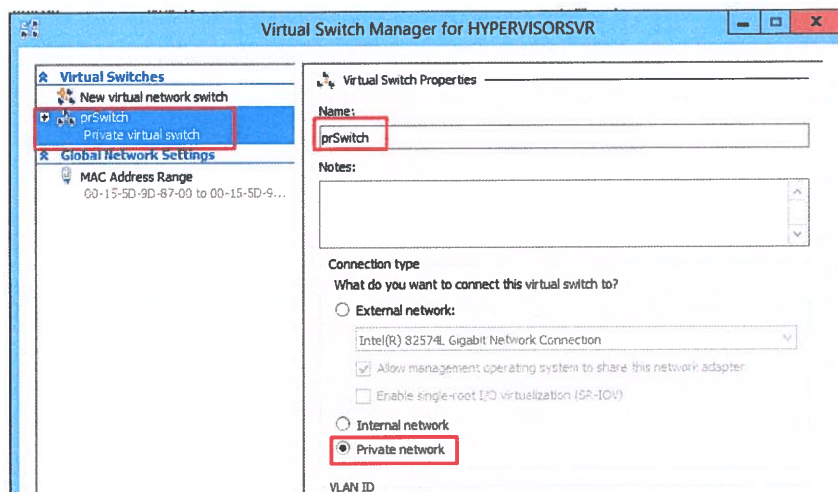 Virtual Switch Manager for HYPERVISORSVR
Virtual Switches
New virtual network switch
prSwitch
Private virtual switch
Global Network Settings
MAC Address Range
00-15-5D-9D-87-00 to 00-15-5D-9...
Virtual Switch Properties
Name:
prSwitch
Notes:
Connection type
What do you want to connect this virtual switch to?
External network:
Intel(R) 82574L Gigabit Network Connection
Allow management operating system to share this network adapter
Enable single-root I/O virtualization (SR-IOV)
Internal network
Private network
VLAN ID